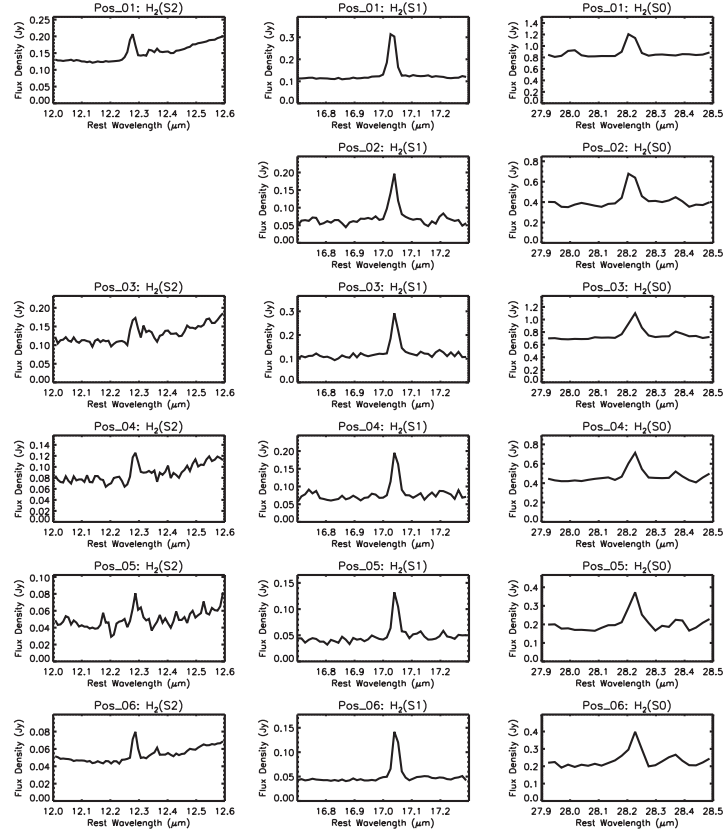 Pos_01: H2(S2)
Flux Density (Jy)
0.25
0.20
0.15
0.10
0.05
0.00
12.0 12.1 12.2 12.3 12.4 12.5 12.6
Rest Wavelength (μm)
Pos_01: H2(S1)
Flux Density (Jy)
0.3
0.2
0.1
0.0
16.8 17.0 17.2
Rest Wavelength (μm)
Pos_01: H2(S0)
Flux Density (Jy)
1.4
1.2
1.0
0.8
0.6
0.4
0.2
0.0
27.9 28.0 28.1 28.2 28.3 28.4 28.5
Rest Wavelength (μm)
Pos_02: H2(S1)
Flux Density (Jy)
0.20
0.15
0.10
0.05
0.00
16.8 17.0 17.2
Rest Wavelength (μm)
Pos_02: H2(S0)
Flux Density (Jy)
0.8
0.6
0.4
0.2
0.0
27.9 28.0 28.1 28.2 28.3 28.4 28.5
Rest Wavelength (μm)
Pos_03: H2(S2)
Flux Density (Jy)
0.20
0.15
0.10
0.05
0.00
12.0 12.1 12.2 12.3 12.4 12.5 12.6
Rest Wavelength (μm)
Pos_03: H2(S1)
Flux Density (Jy)
0.3
0.2
0.1
0.0
16.8 17.0 17.2
Rest Wavelength (μm)
Pos_03: H2(S0)
Flux Density (Jy)
1.2
1.0
0.8
0.6
0.4
0.2
0.0
27.9 28.0 28.1 28.2 28.3 28.4 28.5
Rest Wavelength (μm)
Pos_04: H2(S2)
Flux Density (Jy)
0.14
0.12
0.10
0.08
0.06
0.04
0.02
0.00
12.0 12.1 12.2 12.3 12.4 12.5 12.6
Rest Wavelength (μm)
Pos_04: H2(S1)
Flux Density (Jy)
0.20
0.15
0.10
0.05
0.00
16.8 17.0 17.2
Rest Wavelength (μm)
Pos_04: H2(S0)
Flux Density (Jy)
0.8
0.6
0.4
0.2
0.0
27.9 28.0 28.1 28.2 28.3 28.4 28.5
Rest Wavelength (μm)
Pos_05: H2(S2)
Flux Density (Jy)
0.10
0.08
0.06
0.04
0.02
0.00
12.0 12.1 12.2 12.3 12.4 12.5 12.6
Rest Wavelength (μm)
Pos_05: H2(S1)
Flux Density (Jy)
0.15
0.10
0.05
0.00
16.8 17.0 17.2
Rest Wavelength (μm)
Pos_05: H2(S0)
Flux Density (Jy)
0.4
0.3
0.2
0.1
0.0
27.9 28.0 28.1 28.2 28.3 28.4 28.5
Rest Wavelength (μm)
Pos_06: H2(S2)
Flux Density (Jy)
0.08
0.06
0.04
0.02
0.00
12.0 12.1 12.2 12.3 12.4 12.5 12.6
Rest Wavelength (μm)
Pos_06: H2(S1)
Flux Density (Jy)
0.15
0.10
0.05
0.00
16.8 17.0 17.2
Rest Wavelength (μm)
Pos_06: H2(S0)
Flux Density (Jy)
0.4
0.3
0.2
0.1
0.0
27.9 28.0 28.1 28.2 28.3 28.4 28.5
Rest Wavelength (μm)